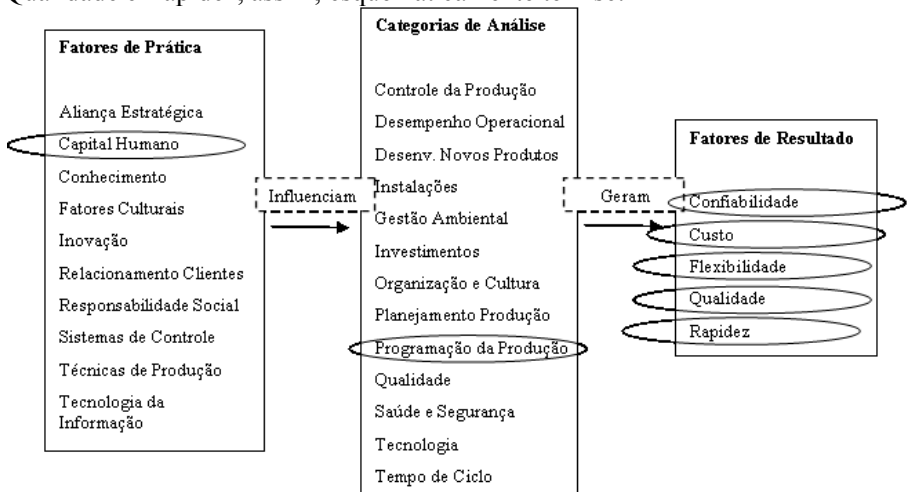 Qualidade e Rapidez, assim, esquematicamente tem-se:
Fatores de Prática
Aliança Estratégica
Capital Humano
Conhecimento
Fatores Culturais
Inovação
Relacionamento Clientes
Responsabilidade Social
Sistemas de Controle
Técnicas de Produção
Tecnologia da
Informação
Influenciam
Categorias de Análise
Controle da Produção
Desempenho Operacional
Desenv. Novos Produtos
Instalações
Gestão Ambiental
Investimentos
Organização e Cultura
Planejamento Produção
Programação da Produção
Qualidade
Saúde e Segurança
Tecnologia
Tempo de Ciclo
Geram
Fatores de Resultado
Confiabilidade
Custo
Flexibilidade
Qualidade
Rapidez